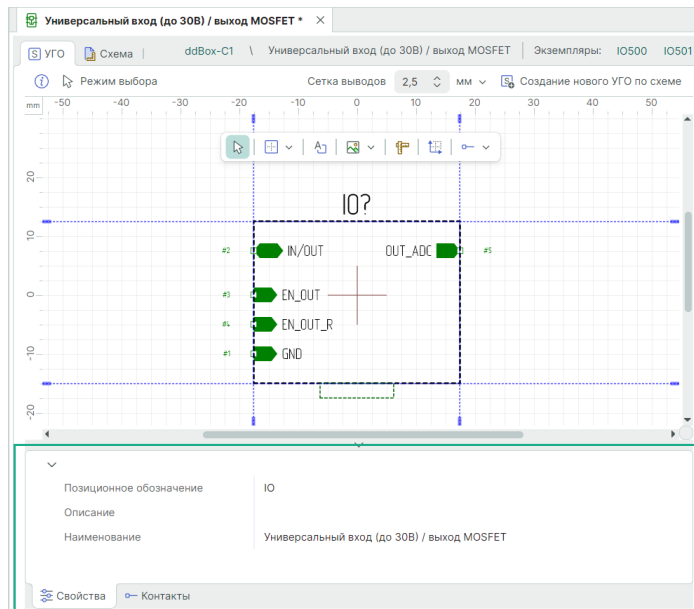 Универсальный вход (до 30В) / выход MOSFET *
УГО Схема ddBox-C1 \ Универсальный вход (до 30В) / выход MOSFET Экземпляры: IO500 IO501
Режим выбора Сетка выводов 2,5 мм Создание нового УГО по схеме
mm -50 -40 -30 -20 -10 0 10 20 30 40 50
20
IO?
10
#2 IN/OUT OUT_ADC #5
0 #3 EN_OUT
#4 EN_OUT_R
-10 #1 GND
-20
Позиционное обозначение IO
Описание
Наименование Универсальный вход (до 30В) / выход MOSFET
Свойства Контакты